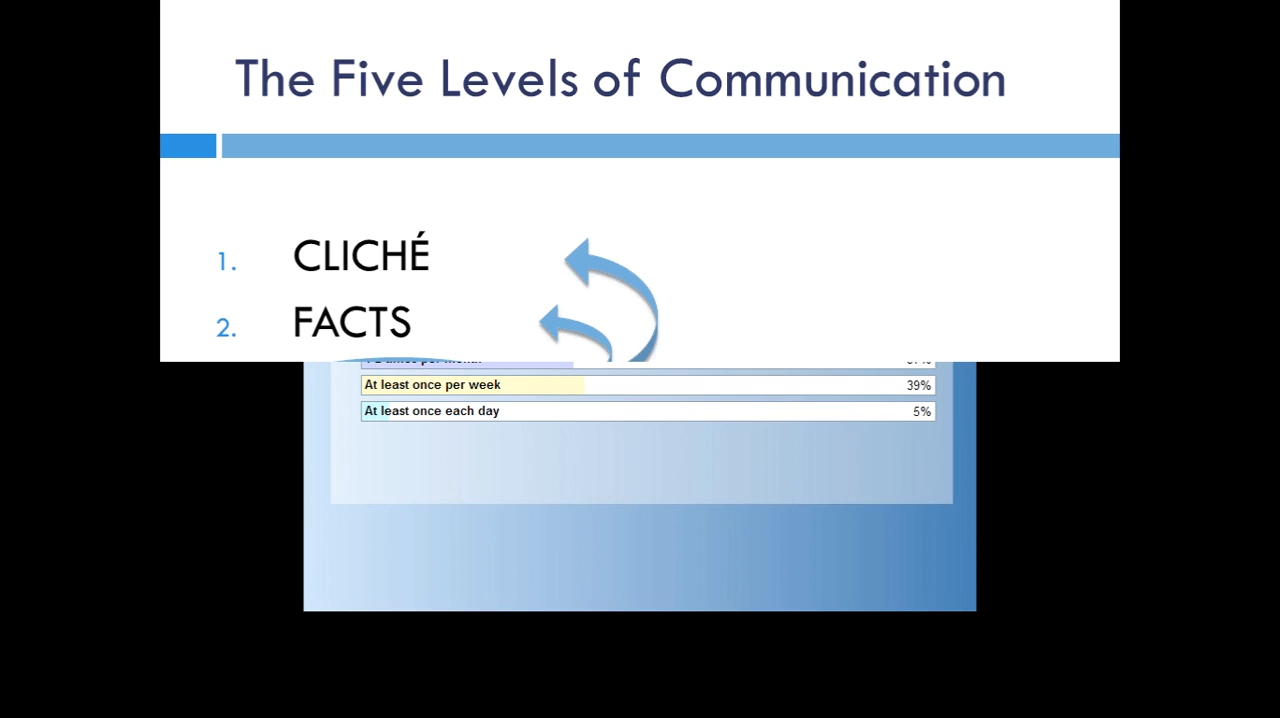 The Five Levels of Communication
1. CLICHÉ
2. FACTS
At least once per week 39%
At least once each day 5%